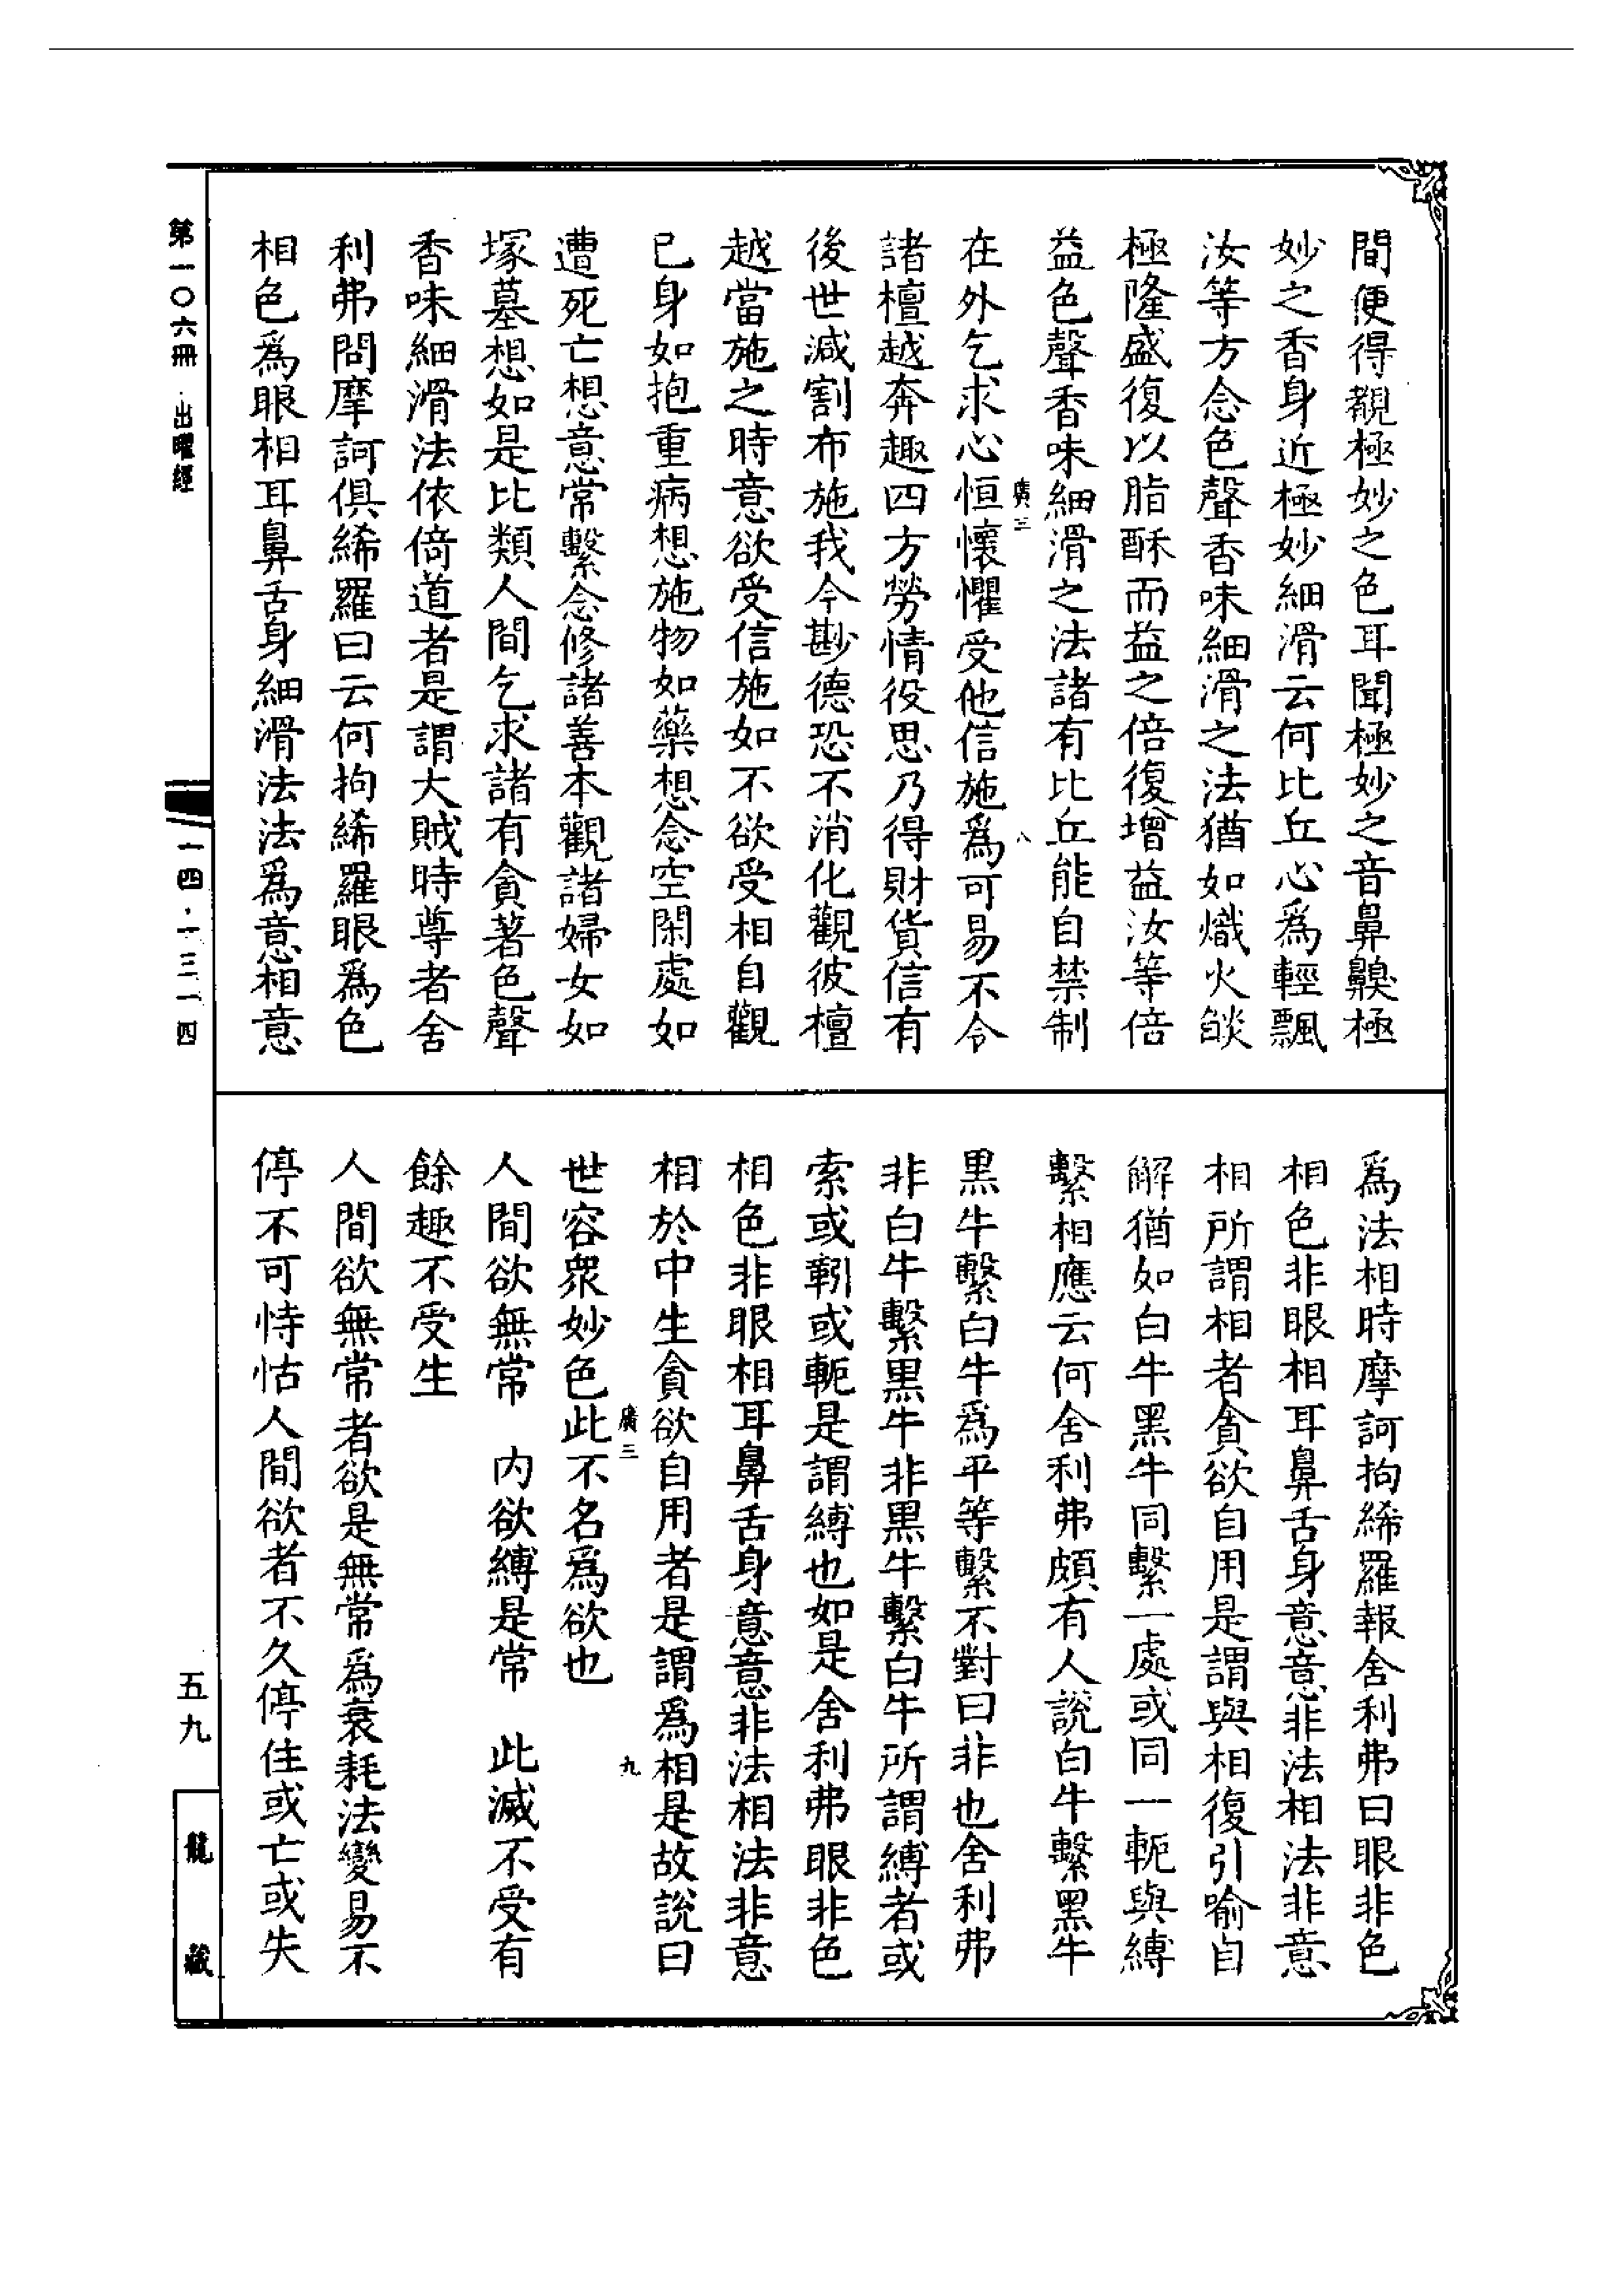 間便得覩極妙之色耳聞極妙之音鼻齅極
妙之香身近極妙細滑云何比丘心為輕飄
汝等方念色聲香味細滑之法猶如熾火燄
極隆盛復以脂酥而益之倍復增益汝等倍
益色聲香味細滑之法諸有比丘能自禁制
廣三
八
在外乞求心恒懷懼受他信施為可易不令
諸檀越奔趣四方勞情役思乃得財貨信有
後世減割布施我今尠德恐不消化觀彼檀
越當施之時意欲受信施如不欲受相自觀
已身如抱重病想施物如藥想念空閑處如
遭死亡想意常繫念修諸善本觀諸婦女如
塚墓想如是比類人間乞求諸有貪著色聲
香味細滑法依倚道者是謂大賊時尊者舍
利弗問摩訶俱絺羅曰云何拘絺羅眼為色
相色為眼相耳鼻舌身細滑法法為意相意
為法相時摩訶拘絺羅報舍利弗曰眼非色
相色非眼相耳鼻舌身意意非法相法非意
相所謂相者貪欲自用是謂與相復引喻自
解猶如白牛黑牛同繫一處或同一軛與縛
繫相應云何舍利弗頗有人說白牛繫黑牛
黑牛繫白牛為平等繫不對曰非也舍利弗
非白牛繫黑牛非黑牛繫白牛所謂縛者或
索或靷或軛是謂縛也如是舍利弗眼非色
相色非眼相耳鼻舌身意意非法相法非意
相於中生貪欲自用者是謂為相是故說曰
廣三
九
世容衆妙色此不名為欲也
人間欲無常　內欲縛是常　此滅不受有
餘趣不受生
人間欲無常者欲是無常為衰耗法變易不
停不可恃怙人間欲者不久停住或亡或失
第一〇六冊　出曜經
一四·一三一四
五九
龍藏